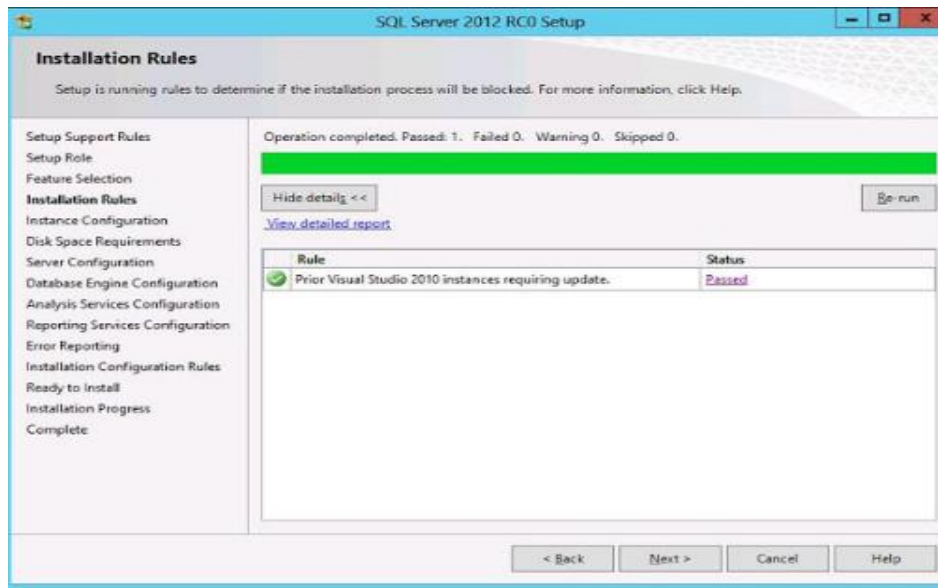 SQL Server 2012 RC0 Setup
Installation Rules
Setup is running rules to determine if the installation process will be blocked. For more information, click Help.
Setup Support Rules
Setup Role
Feature Selection
Installation Rules
Instance Configuration
Disk Space Requirements
Server Configuration
Database Engine Configuration
Analysis Services Configuration
Reporting Services Configuration
Error Reporting
Installation Configuration Rules
Ready to Install
Installation Progress
Complete
Operation completed. Passed: 1. Failed 0. Warning 0. Skipped 0.
Hide details <<
Re-run
View detailed report
Rule Status
Prior Visual Studio 2010 instances requiring update. Passed
< Back Next > Cancel Help